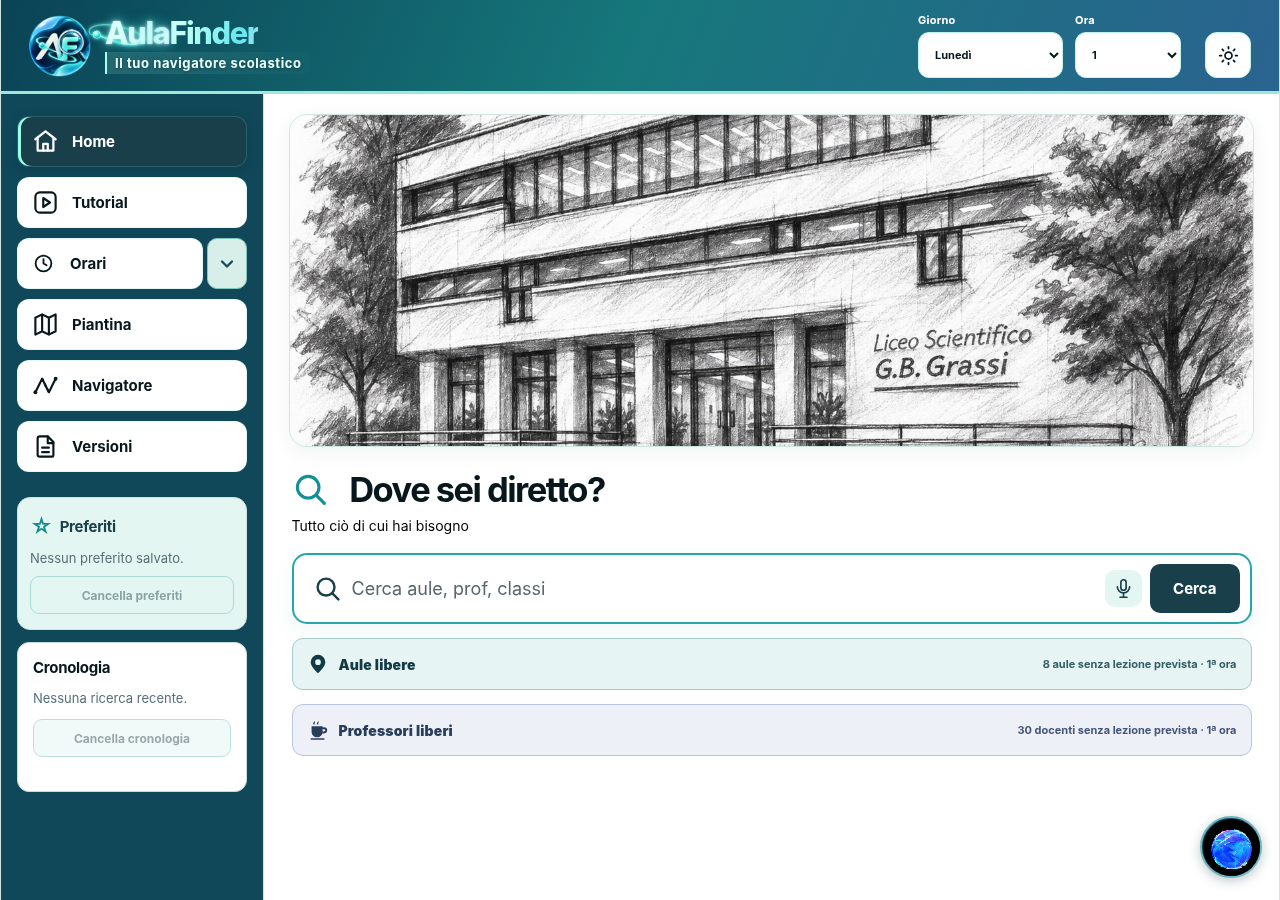 AulaFinder
Il tuo navigatore scolastico
Giorno
Lunedì
Ora
1
Home
Tutorial
Orari
Piantina
Navigatore
Versioni
Preferiti
Nessun preferito salvato.
Cancella preferiti
Cronologia
Nessuna ricerca recente.
Cancella cronologia
Liceo Scientifico
G.B. Grassi
Dove sei diretto?
Tutto ciò di cui hai bisogno
Cerca aule, prof, classi
Cerca
Aule libere
8 aule senza lezione prevista · 1ª ora
Professori liberi
30 docenti senza lezione prevista · 1ª ora